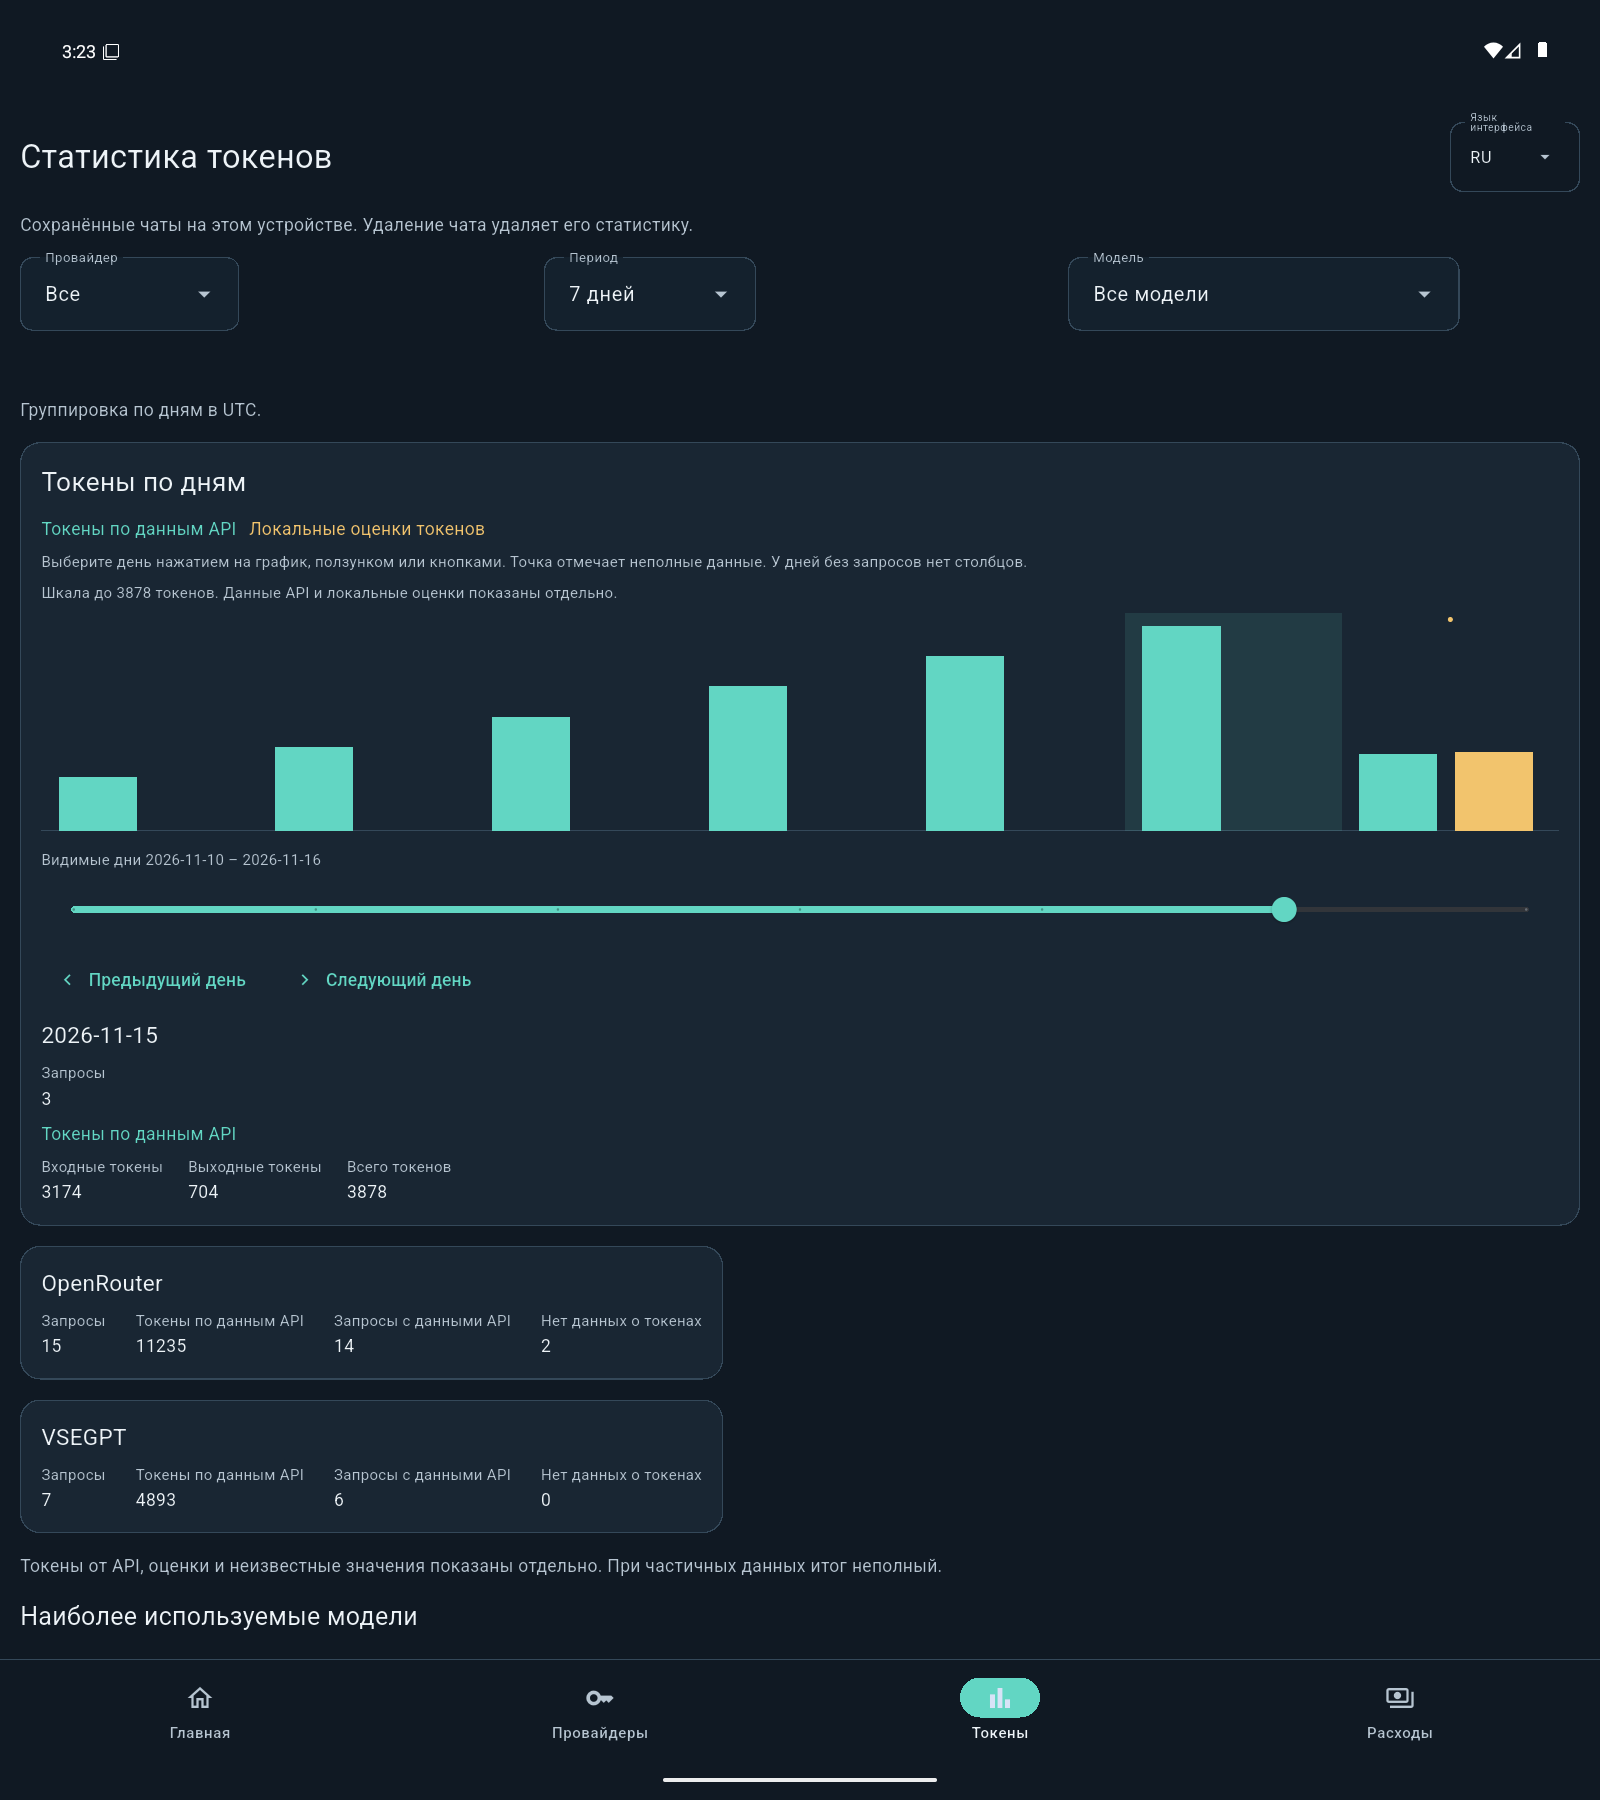 3:23
Язык интерфейса
Статистика токенов
RU
Сохранённые чаты на этом устройстве. Удаление чата удаляет его статистику.
Провайдер
Все
Период
7 дней
Модель
Все модели
Группировка по дням в UTC.
Токены по дням
Токены по данным API Локальные оценки токенов
Выберите день нажатием на график, ползунком или кнопками. Точка отмечает неполные данные. У дней без запросов нет столбцов.
Шкала до 3878 токенов. Данные API и локальные оценки показаны отдельно.
Видимые дни 2026-11-10 – 2026-11-16
Предыдущий день Следующий день
2026-11-15
Запросы
3
Токены по данным API
Входные токены Выходные токены Всего токенов
3174 704 3878
OpenRouter
Запросы Токены по данным API Запросы с данными API Нет данных о токенах
15 11235 14 2
VSEGPT
Запросы Токены по данным API Запросы с данными API Нет данных о токенах
7 4893 6 0
Токены от API, оценки и неизвестные значения показаны отдельно. При частичных данных итог неполный.
Наиболее используемые модели
Главная Провайдеры Токены Расходы